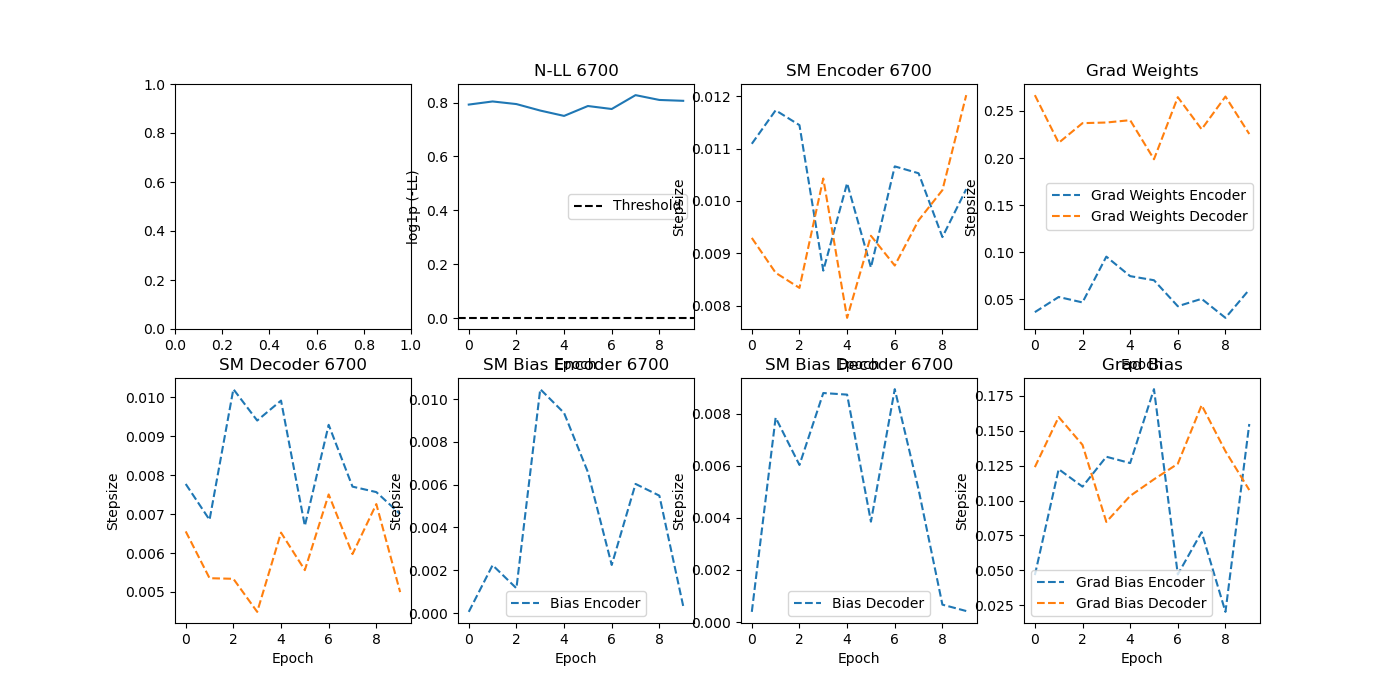 N-LL 6700
SM Encoder 6700
Grad Weights
1.0
0.8
0.6
0.4
0.2
0.0
0.0 0.2 0.4 0.6 0.8 1.0
log1p (-LL)
0.8
0.6
0.4
0.2
0.0
Threshold
0 2 4 6 8
Epoch
Stepsize
0.012
0.011
0.010
0.009
0.008
0 2 4 6 8
Epoch
Stepsize
0.25
0.20
0.15
0.10
0.05
Grad Weights Encoder
Grad Weights Decoder
0 2 4 6 8
Epoch
SM Decoder 6700
SM Bias Encoder 6700
SM Bias Decoder 6700
Grad Bias
Stepsize
0.010
0.009
0.008
0.007
0.006
0.005
0 2 4 6 8
Epoch
Stepsize
0.010
0.008
0.006
0.004
0.002
0.000
Bias Encoder
0 2 4 6 8
Epoch
Stepsize
0.008
0.006
0.004
0.002
0.000
Bias Decoder
0 2 4 6 8
Epoch
Stepsize
0.175
0.150
0.125
0.100
0.075
0.050
0.025
Grad Bias Encoder
Grad Bias Decoder
0 2 4 6 8
Epoch